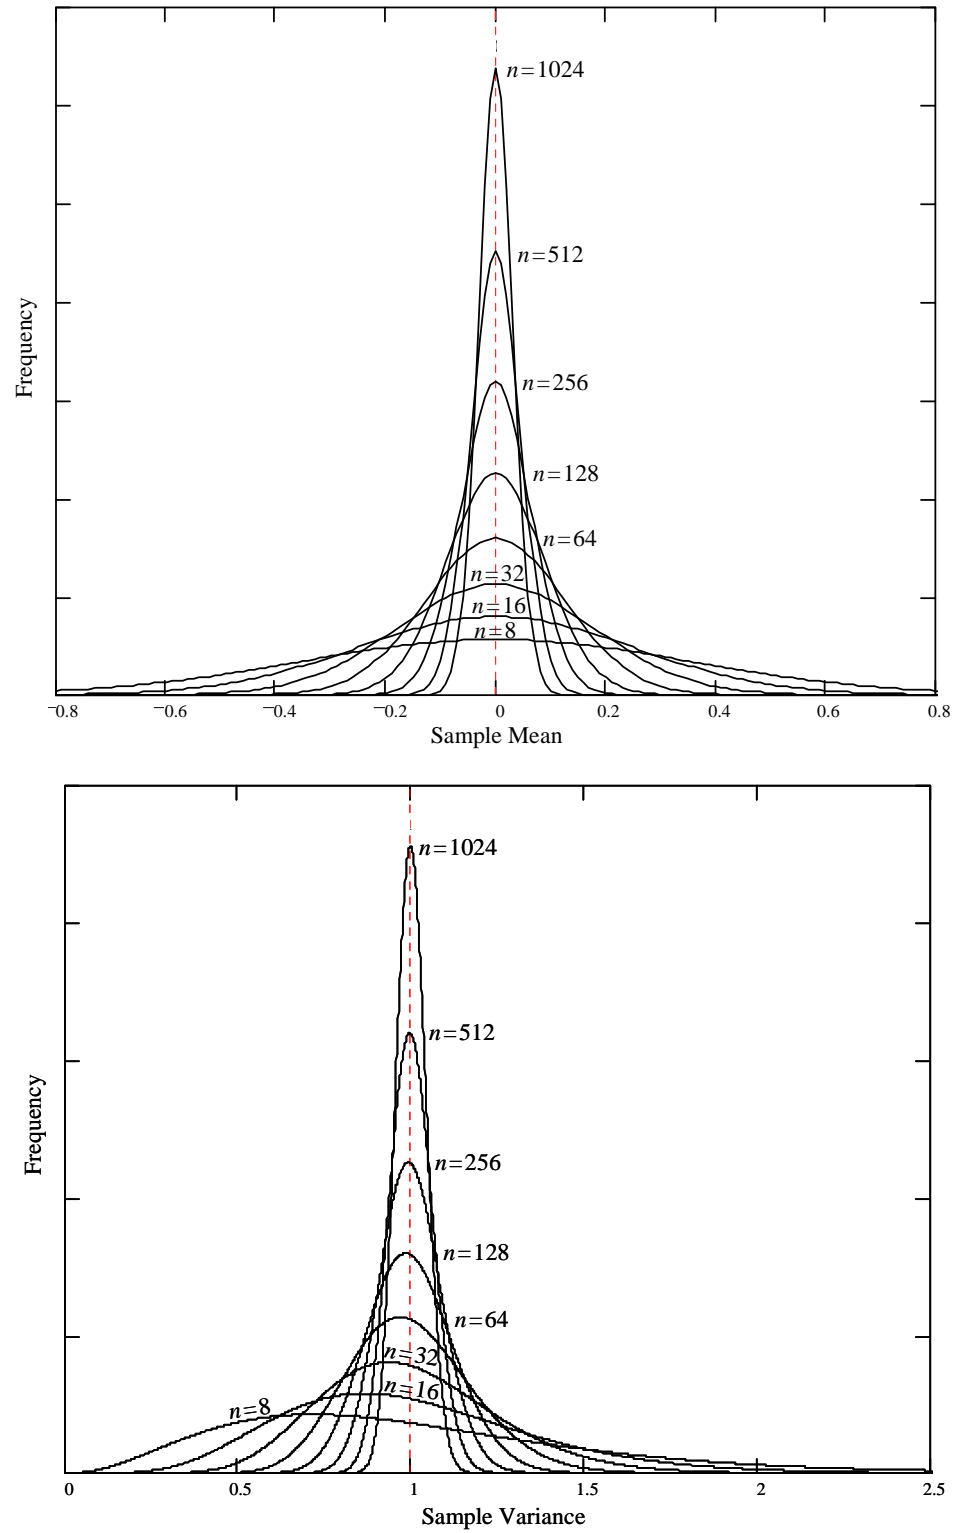 n=1024
n=512
n=256
n=128
n=64
n=32
n=16
n=8
Frequency
−0.8 −0.6 −0.4 −0.2 0 0.2 0.4 0.6 0.8
Sample Mean
n=1024
n=512
n=256
n=128
n=64
n=32
n=16
n=8
Frequency
0 0.5 1 1.5 2 2.5
Sample Variance